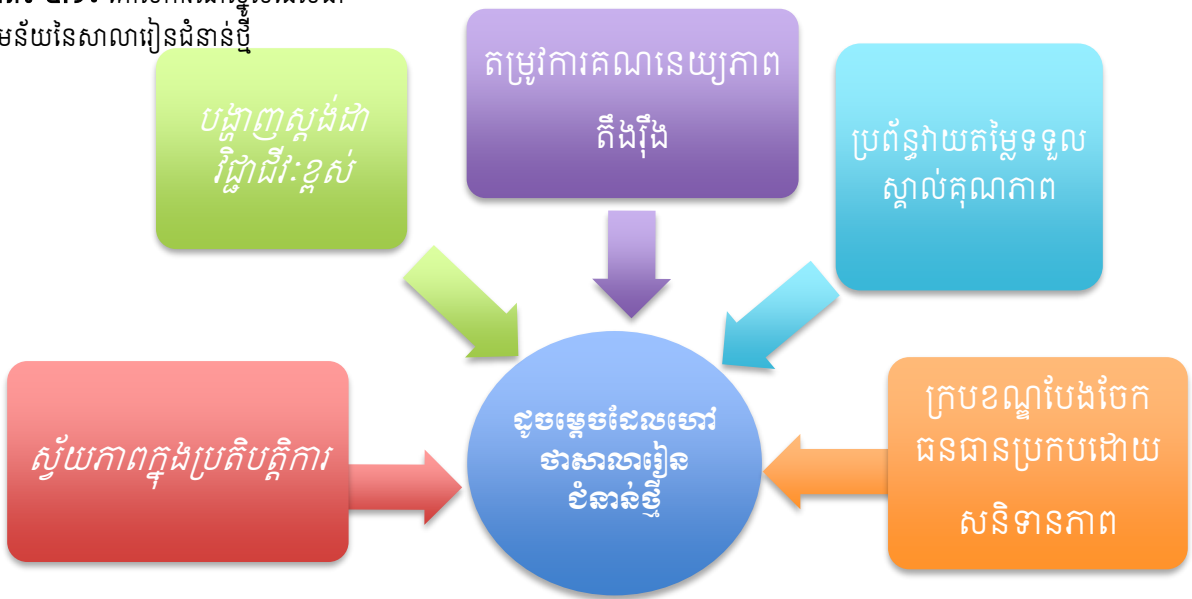 មន័យនៃសាលារៀនជំនាន់ថ្មី
បង្ហាញស្តង់ដា
វិជ្ជាជីវៈខ្ពស់
តម្រូវការគណនេយ្យភាព
តឹងរ៉ឹង
ប្រព័ន្ធវាយតម្លៃទទួល
ស្គាល់គុណភាព
ស្វ័យភាពក្នុងប្រតិបត្តិការ
ដូចម្តេចដែលហៅ
ថាសាលារៀន
ជំនាន់ថ្មី
ក្របខណ្ឌបែងចែក
ធនធានប្រកបដោយ
សនិទានភាព